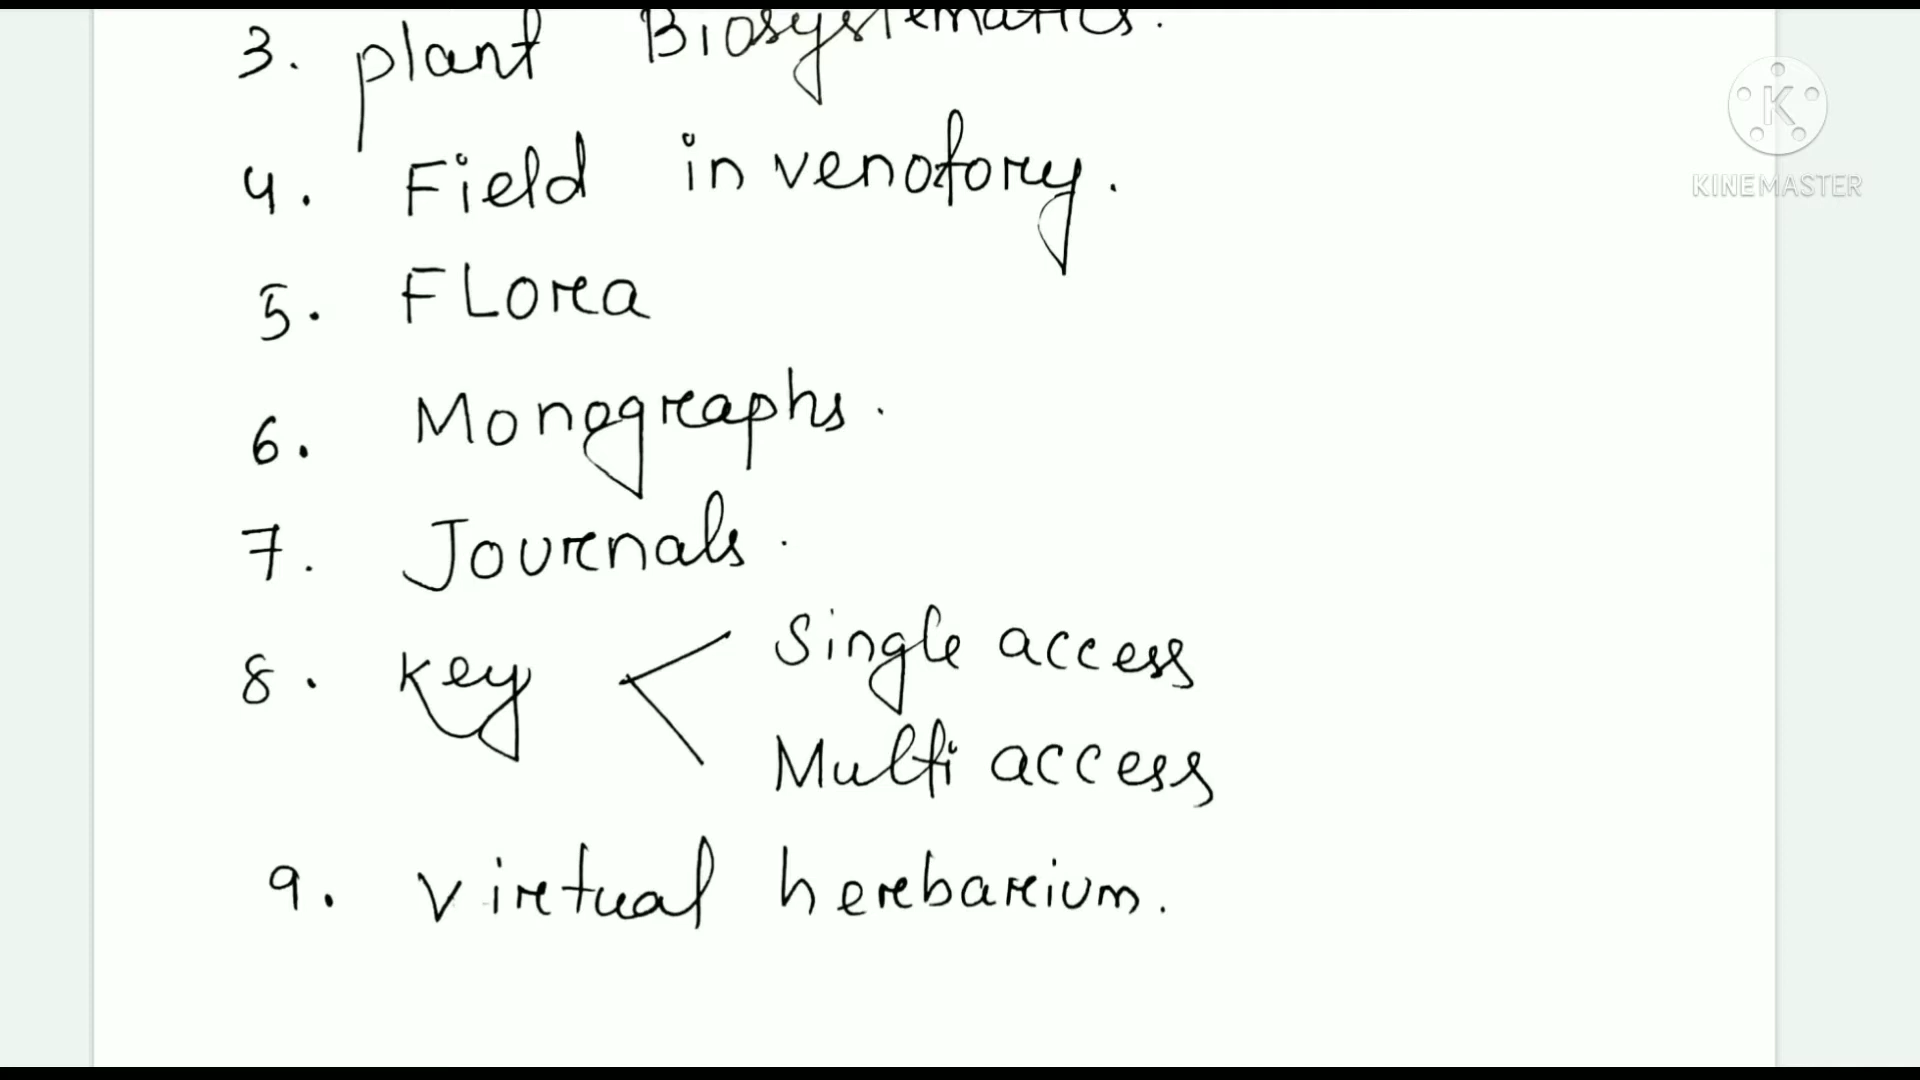 3. plant Biosystematics.
4. Field invenotory.
5. FLora
6. Monographs.
7. Journals.
8. Key < Single access
Multi access
9. Virtual herbarium.
K
KINEMASTER